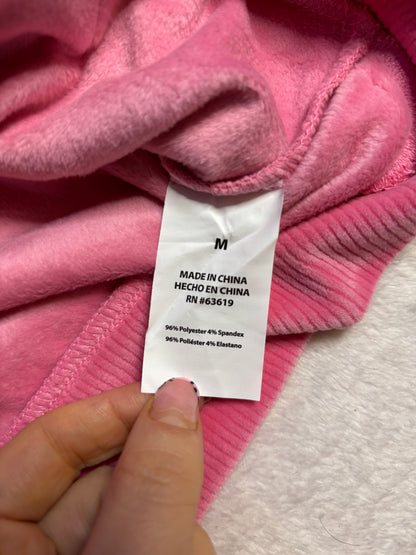 M
MADE IN CHINA
HECHO EN CHINA
RN #63619
96% Polyester 4% Spandex
96% Poliéster 4% Elastano